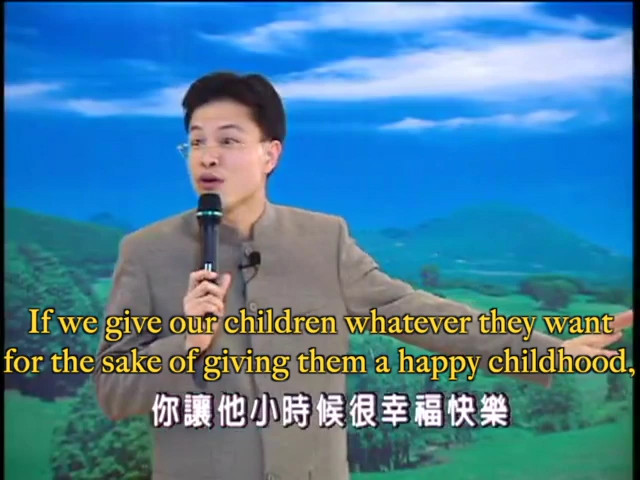 If we give our children whatever they want
for the sake of giving them a happy childhood,
你讓他小時候很幸福快樂